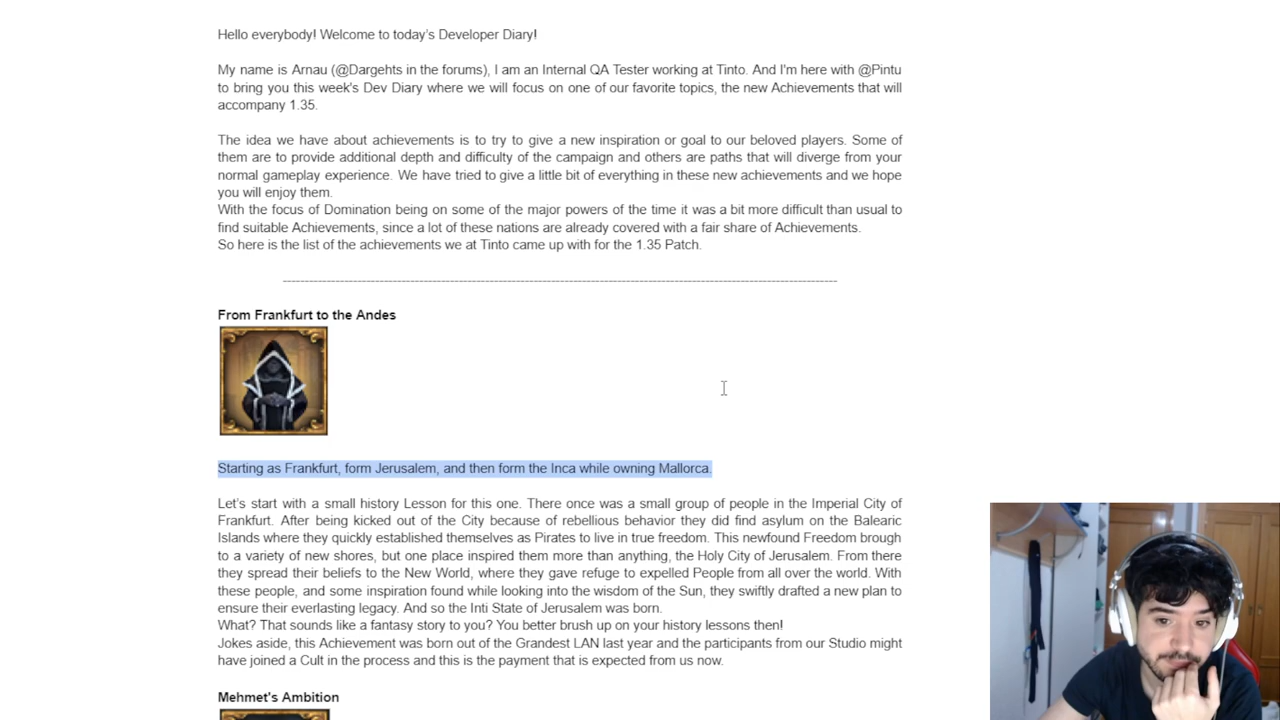 Hello everybody! Welcome to today's Developer Diary!
My name is Arnau (@Dargehts in the forums), I am an Internal QA Tester working at Tinto. And I'm here with @Pintu
to bring you this week's Dev Diary where we will focus on one of our favorite topics, the new Achievements that will
accompany 1.35.
The idea we have about achievements is to try to give a new inspiration or goal to our beloved players. Some of
them are to provide additional depth and difficulty of the campaign and others are paths that will diverge from your
normal gameplay experience. We have tried to give a little bit of everything in these new achievements and we hope
you will enjoy them.
With the focus of Domination being on some of the major powers of the time it was a bit more difficult than usual to
find suitable Achievements, since a lot of these nations are already covered with a fair share of Achievements.
So here is the list of the achievements we at Tinto came up with for the 1.35 Patch.
From Frankfurt to the Andes
Starting as Frankfurt, form Jerusalem, and then form the Inca while owning Mallorca.
Let's start with a small history Lesson for this one. There once was a small group of people in the Imperial City of
Frankfurt. After being kicked out of the City because of rebellious behavior they did find asylum on the Balearic
Islands where they quickly established themselves as Pirates to live in true freedom. This newfound Freedom brough
to a variety of new shores, but one place inspired them more than anything, the Holy City of Jerusalem. From there
they spread their beliefs to the New World, where they gave refuge to expelled People from all over the world. With
these people, and some inspiration found while looking into the wisdom of the Sun, they swiftly drafted a new plan to
ensure their everlasting legacy. And so the Inti State of Jerusalem was born.
What? That sounds like a fantasy story to you? You better brush up on your history lessons then!
Jokes aside, this Achievement was born out of the Grandest LAN last year and the participants from our Studio might
have joined a Cult in the process and this is the payment that is expected from us now.
Mehmet's Ambition